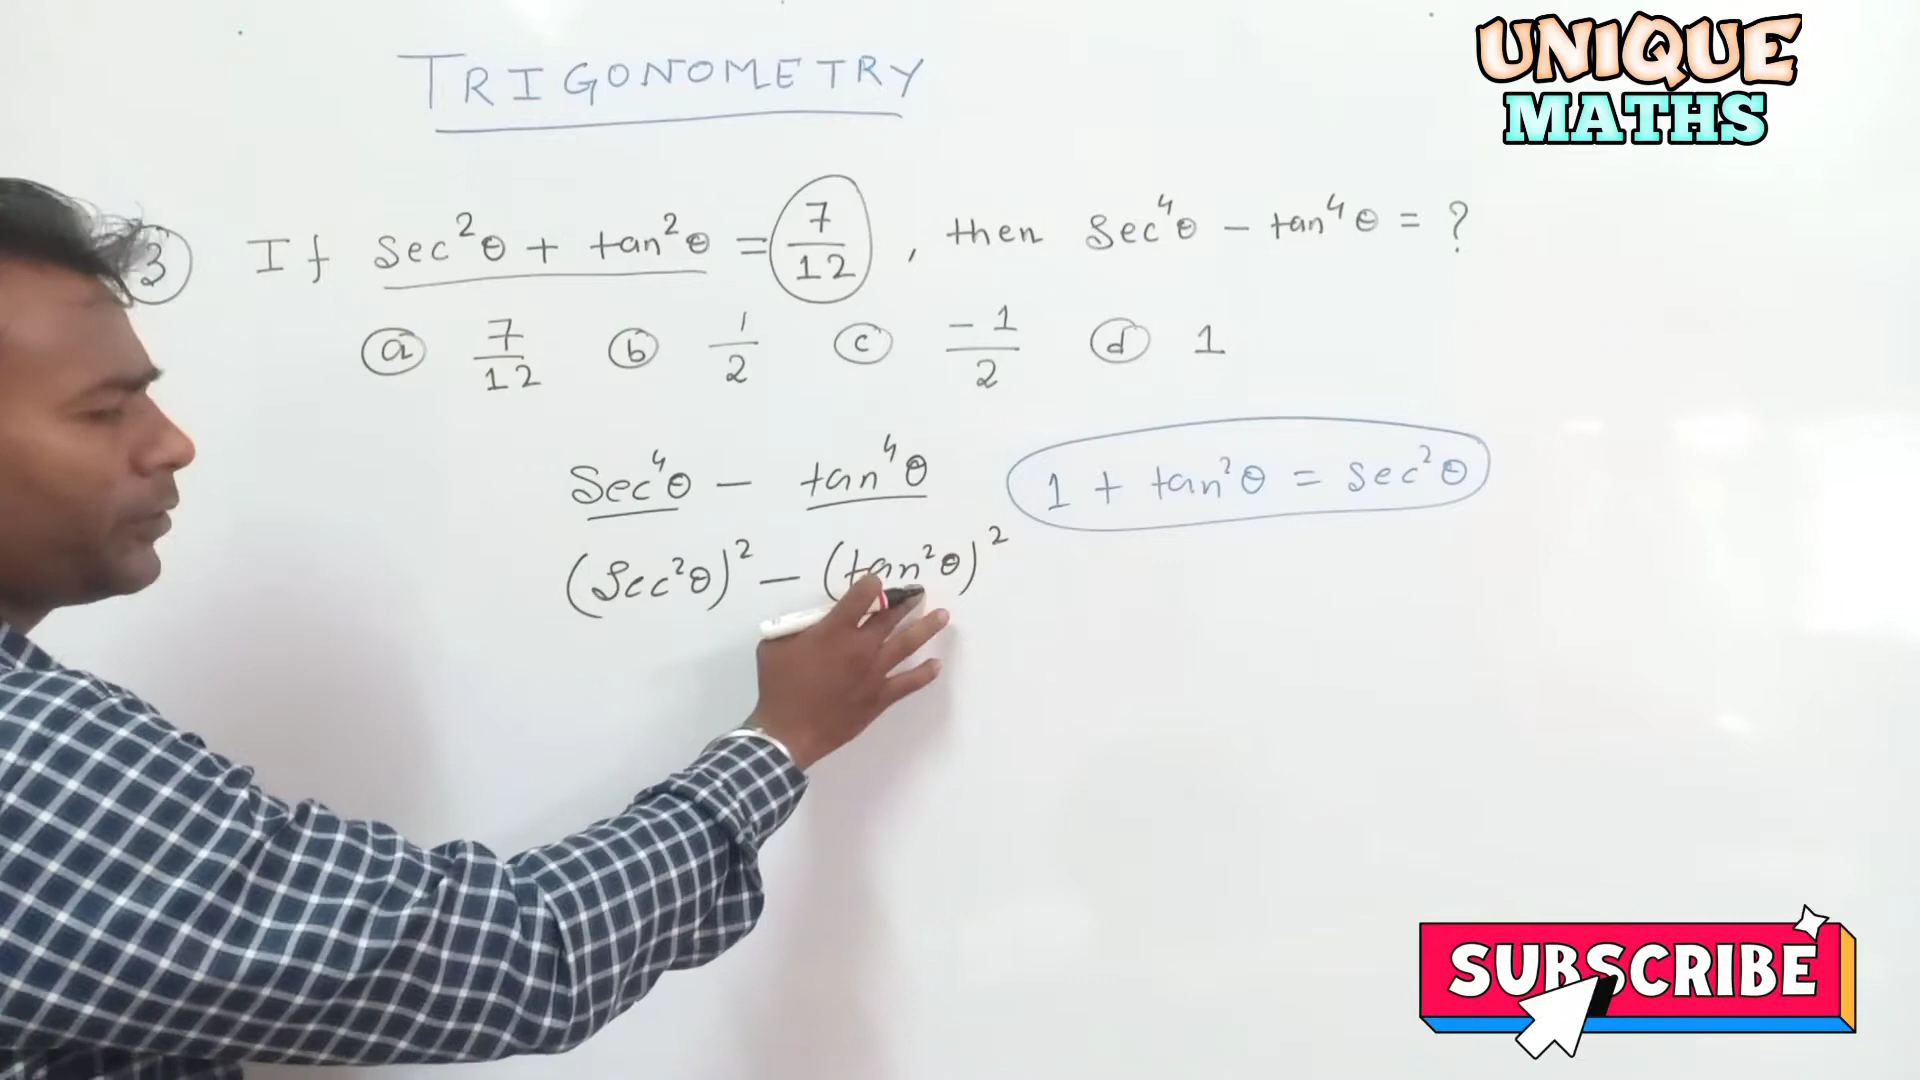 TRIGONOMETRY
UNIQUE
MATHS
3 If sec²θ + tan²θ = 7/12 , then Sec⁴θ - tan⁴θ = ?
a 7/12 b 1/2 c -1/2 d 1
Sec⁴θ - tan⁴θ
1 + tan²θ = sec²θ
(Sec²θ)² - (tan²θ)²
SUBSCRIBE